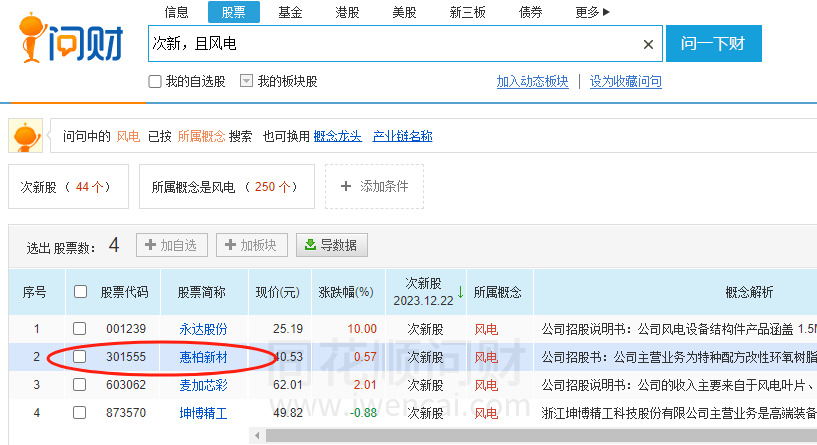 信息 股票 基金 港股 美股 新三板 债券 更多
问财
次新，且风电 × 问一下财
我的自选股 我的板块股 加入动态板块 设为收藏问句
问句中的 风电 已按 所属概念 搜索 也可换用 概念龙头 产业链名称
次新股（ 44 个） 所属概念是风电（ 250 个） + 添加条件
选出 股票数： 4 + 加自选 + 加板块 导数据
序号 股票代码 股票简称 现价(元) 涨跌幅(%) 次新股 所属概念 概念解析
2023.12.22
1 001239 永达股份 25.19 10.00 次新股 风电 公司招股说明书：公司风电设备结构件产品涵盖 1.5M
2 301555 惠柏新材 40.53 0.57 次新股 风电 公司招股书：公司主营业务为特种配方改性环氧树脂
3 603062 麦加芯彩 62.01 2.01 次新股 风电 公司招股说明书：公司的收入主要来自于风电叶片、
4 873570 坤博精工 49.82 -0.88 次新股 风电 浙江坤博精工科技股份有限公司主营业务是高端装备
同花顺问财
www.iwencai.com